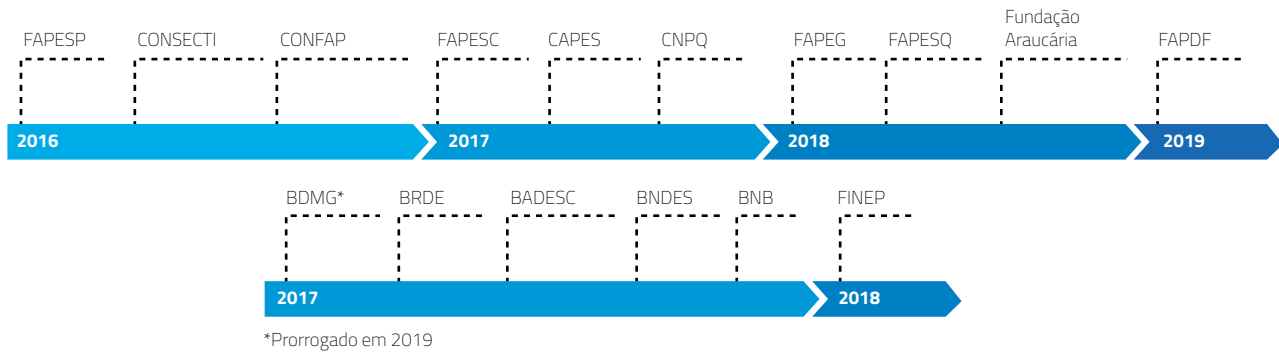 FAPESP
CONSECTI
CONFAP
FAPESC
CAPES
CNPQ
FAPEG
FAPESQ
Fundação
Araucária
FAPDF
2016
2017
2018
2019
BDMG*
BRDE
BADESC
BNDES
BNB
FINEP
2017
2018
*Prorrogado em 2019